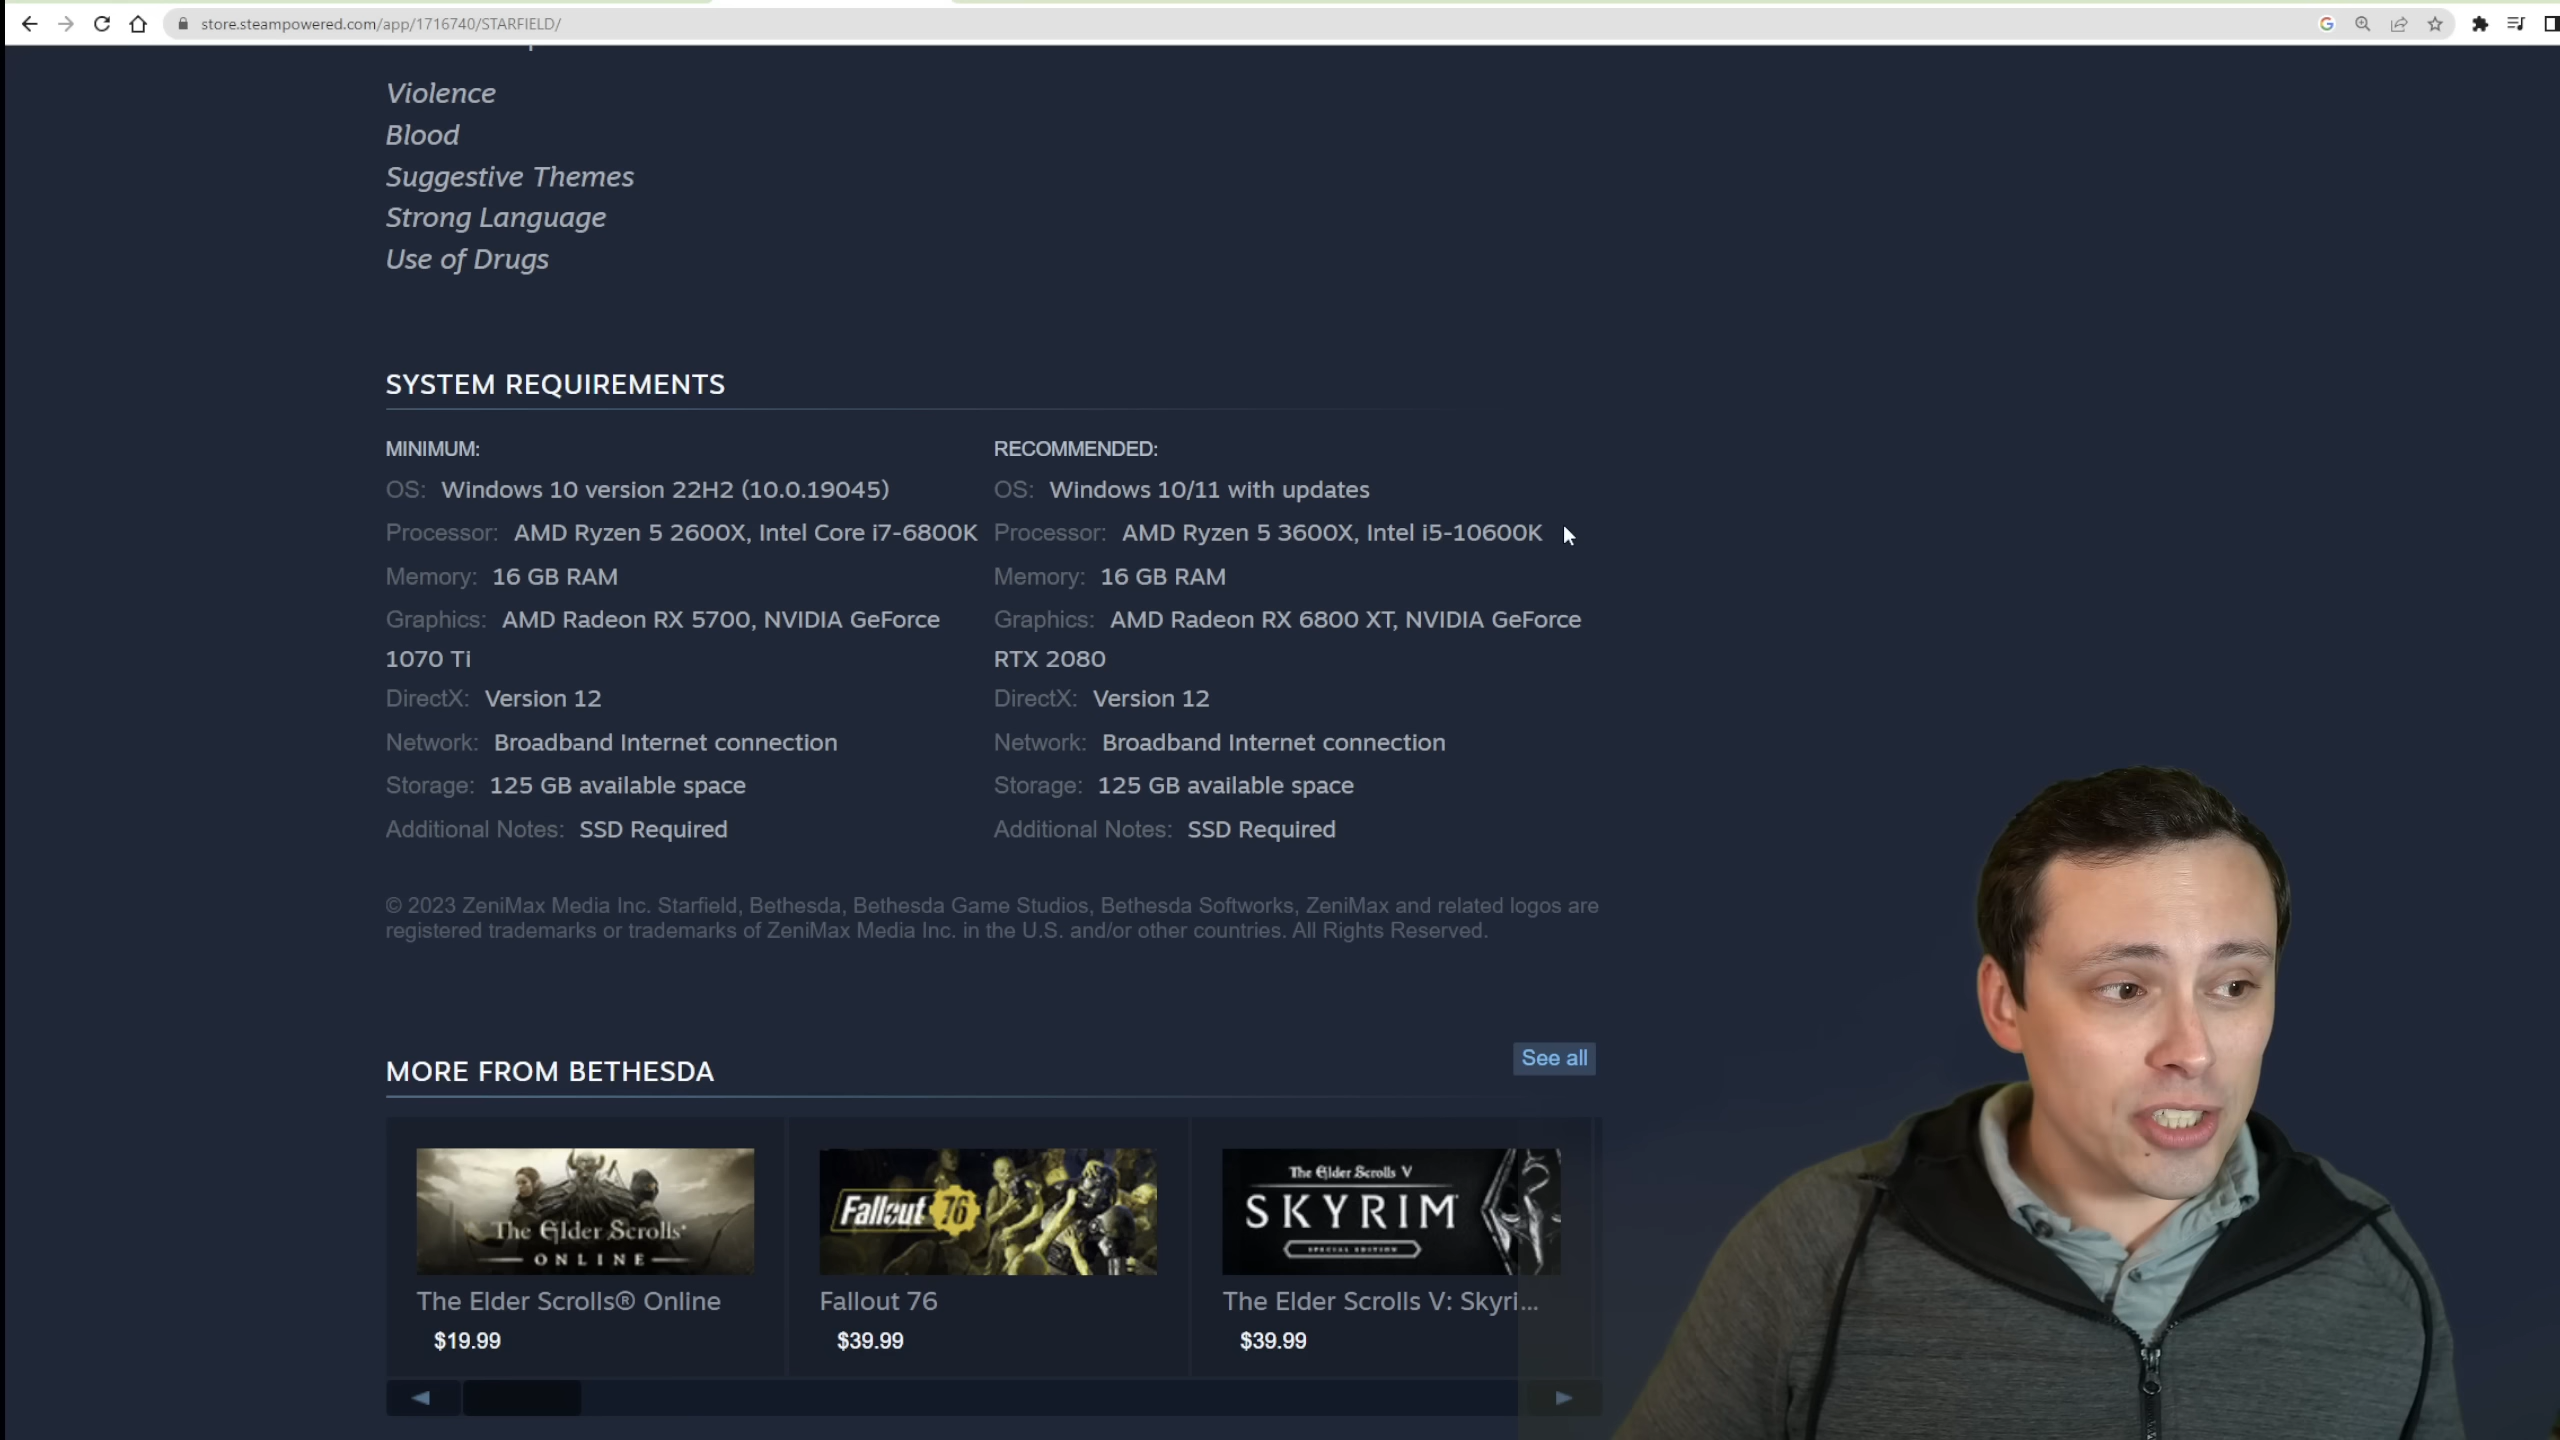 store.steampowered.com/app/1716740/STARFIELD/
Violence
Blood
Suggestive Themes
Strong Language
Use of Drugs
SYSTEM REQUIREMENTS
MINIMUM:
OS: Windows 10 version 22H2 (10.0.19045)
Processor: AMD Ryzen 5 2600X, Intel Core i7-6800K
Memory: 16 GB RAM
Graphics: AMD Radeon RX 5700, NVIDIA GeForce
1070 Ti
DirectX: Version 12
Network: Broadband Internet connection
Storage: 125 GB available space
Additional Notes: SSD Required
RECOMMENDED:
OS: Windows 10/11 with updates
Processor: AMD Ryzen 5 3600X, Intel i5-10600K
Memory: 16 GB RAM
Graphics: AMD Radeon RX 6800 XT, NVIDIA GeForce
RTX 2080
DirectX: Version 12
Network: Broadband Internet connection
Storage: 125 GB available space
Additional Notes: SSD Required
© 2023 ZeniMax Media Inc. Starfield, Bethesda, Bethesda Game Studios, Bethesda Softworks, ZeniMax and related logos are
registered trademarks or trademarks of ZeniMax Media Inc. in the U.S. and/or other countries. All Rights Reserved.
MORE FROM BETHESDA
See all
The Elder Scrolls
ONLINE
The Elder Scrolls® Online
$19.99
Fallout 76
Fallout 76
$39.99
The Elder Scrolls V
SKYRIM
SPECIAL EDITION
The Elder Scrolls V: Skyri...
$39.99